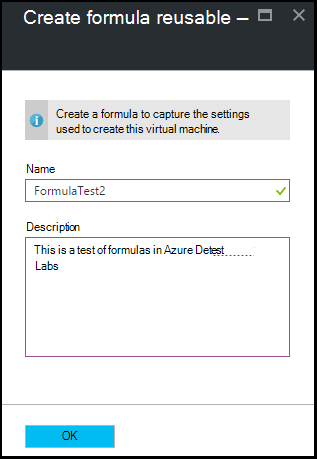 Create formula reusable –
Create a formula to capture the settings
used to create this virtual machine.
Name
FormulaTest2
Description
This is a test of formulas in Azure Detest
Labs
OK